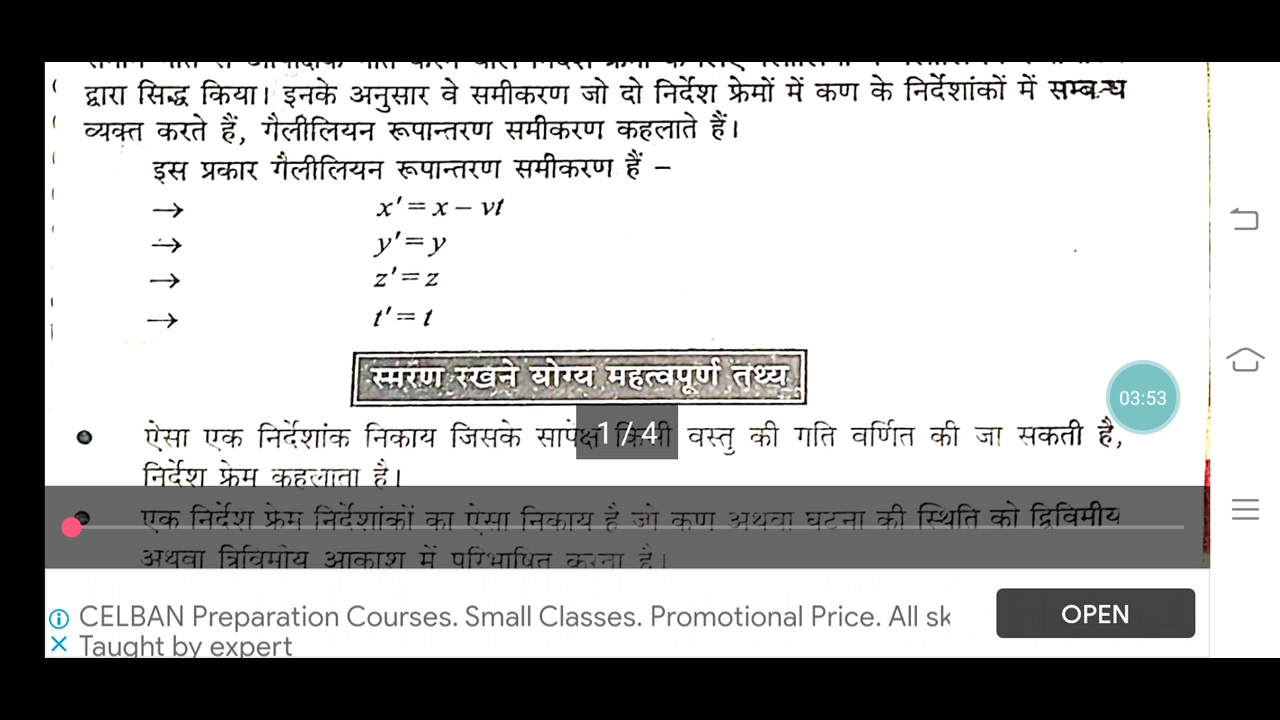 द्वारा सिद्ध किया। इनके अनुसार वे समीकरण जो दो निर्देश फ्रेमों में कण के निर्देशांकों में सम्बन्ध
व्यक्त करते हैं, गैलीलियन रूपान्तरण समीकरण कहलाते हैं।
इस प्रकार गैलीलियन रूपान्तरण समीकरण हैं –
→ x' = x – vt
→ y' = y
→ z' = z
→ t' = t
स्मरण रखने योग्य महत्वपूर्ण तथ्य
03:53
1 / 4
● ऐसा एक निर्देशांक निकाय जिसके सापेक्ष किसी वस्तु की गति वर्णित की जा सकती है,
निर्देश फ्रेम कहलाता है।
● एक निर्देश फ्रेम निर्देशांकों का ऐसा निकाय है जो कण अथवा घटना की स्थिति को द्विविमीय
अथवा त्रिविमीय आकाश में परिभाषित करता है।
CELBAN Preparation Courses. Small Classes. Promotional Price. All sk
Taught by expert
OPEN